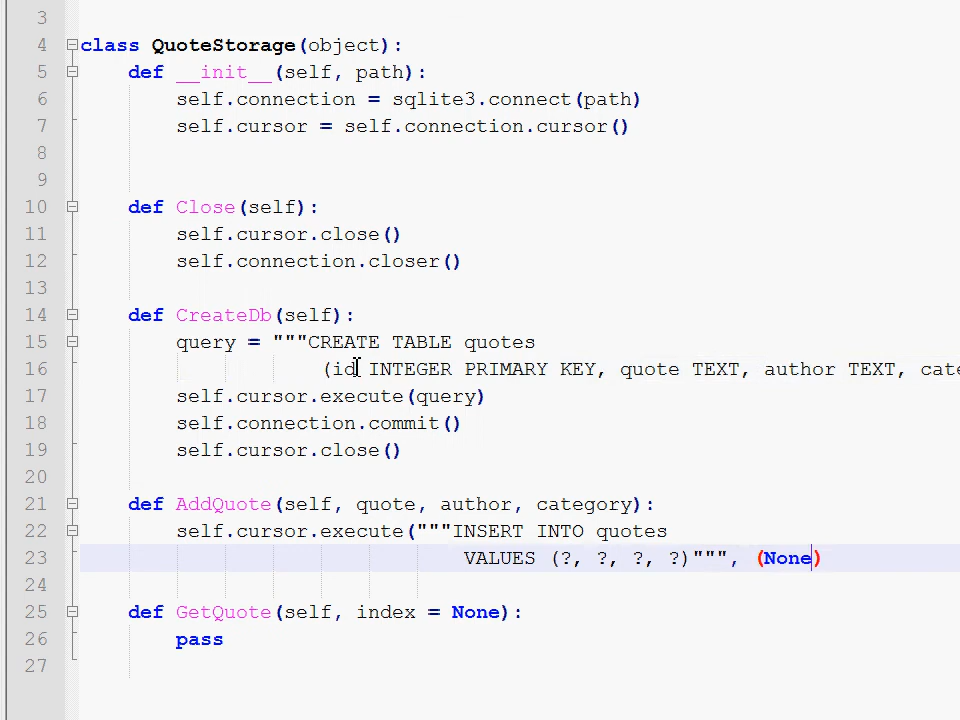 3
4 class QuoteStorage(object):
5     def __init__(self, path):
6         self.connection = sqlite3.connect(path)
7         self.cursor = self.connection.cursor()
8
9
10     def Close(self):
11         self.cursor.close()
12         self.connection.closer()
13
14     def CreateDb(self):
15         query = """CREATE TABLE quotes
16                     (id INTEGER PRIMARY KEY, quote TEXT, author TEXT, cate
17         self.cursor.execute(query)
18         self.connection.commit()
19         self.cursor.close()
20
21     def AddQuote(self, quote, author, category):
22         self.cursor.execute("""INSERT INTO quotes
23                                 VALUES (?, ?, ?, ?)""", (None)
24
25     def GetQuote(self, index = None):
26         pass
27